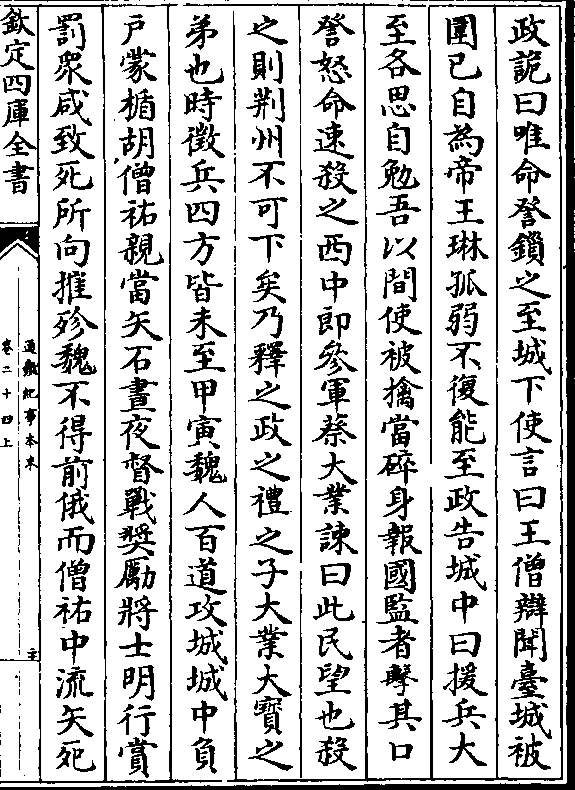 政詭曰唯命詧鎻之至城下使言曰王僧辯聞臺城被
圍已自為帝王琳孤弱不復能至政告城中曰援兵大
至各思自勉吾以間使被擒當碎身報國監者擊其口
詧怒命速殺之西中郎參軍蔡大業諌曰此民望也殺
之則荆州不可下矣乃釋之政之禮之子大業大寶之
弟也時徵兵四方皆未至甲寅魏人百道攻城城中負
戸蒙楯胡僧祐親當矢石晝夜督戰奨勵將士明行賞
罰衆咸致死所向摧殄魏不得前俄而僧祐中流矢死
欽定四庫全書
通鑑紀事本末
卷二十四上